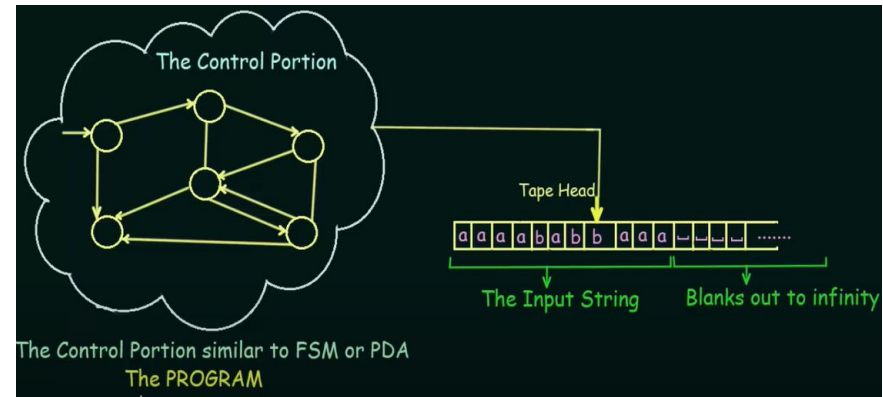 The Control Portion
Tape Head
a a a a b a b b a a a ␣ ␣ ␣ ␣ .......
The Input String
Blanks out to infinity
The Control Portion similar to FSM or PDA
The PROGRAM